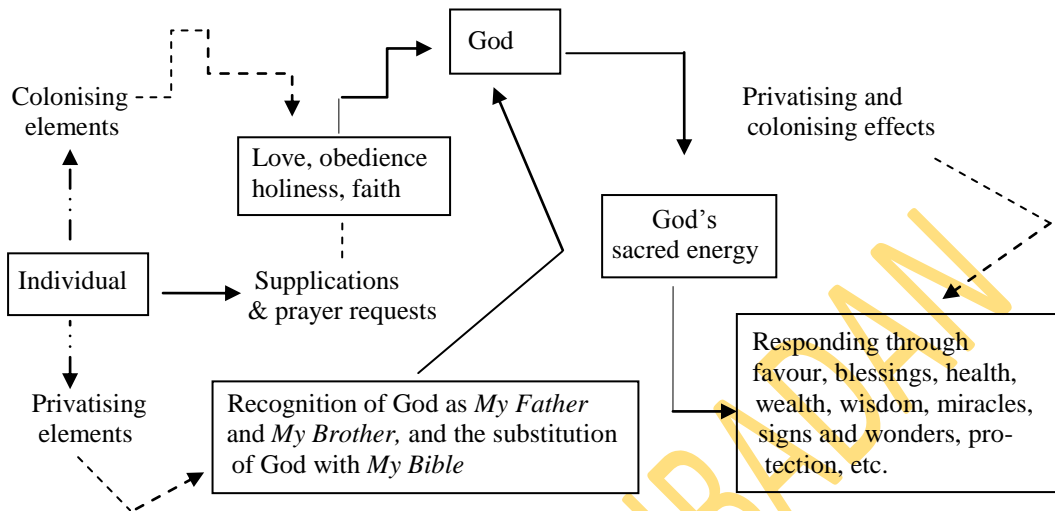 God
Colonising
elements
Privatising and
colonising effects
Love, obedience
holiness, faith
God's
sacred energy
Individual
Supplications
& prayer requests
Responding through
favour, blessings, health,
wealth, wisdom, miracles,
signs and wonders, pro-
tection, etc.
Privatising
elements
Recognition of God as My Father
and My Brother, and the substitution
of God with My Bible
BADAN